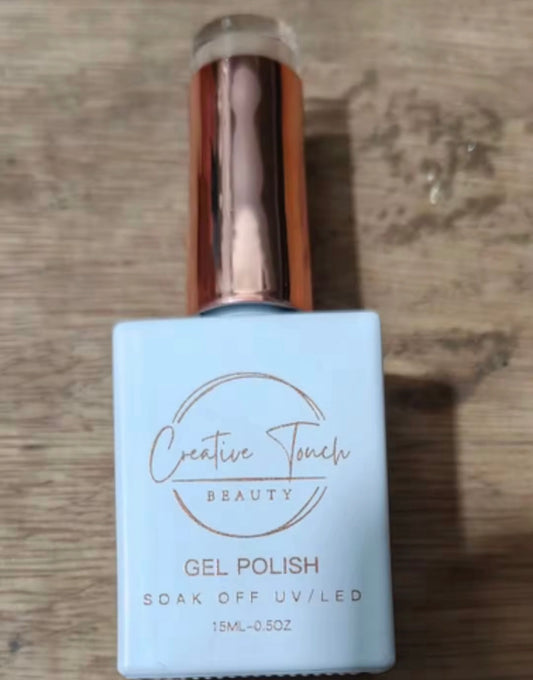 Creative Touch
BEAUTY
GEL POLISH
SOAK OFF UV/LED
15ML-0.5OZ